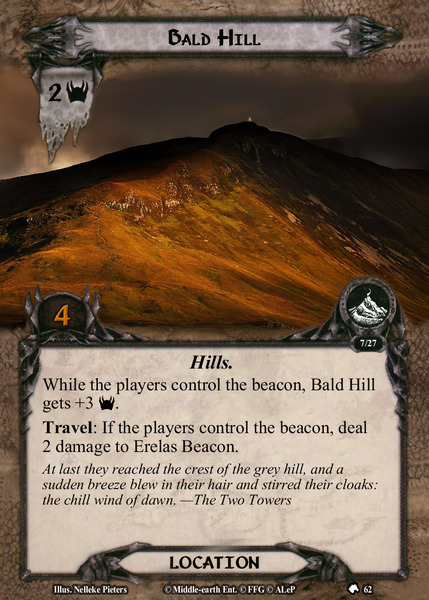 Bald Hill
2
4
7/27
Hills.
While the players control the beacon, Bald Hill
gets +3 .
Travel: If the players control the beacon, deal
2 damage to Erelas Beacon.
At last they reached the crest of the grey hill, and a
sudden breeze blew in their hair and stirred their cloaks:
the chill wind of dawn. —The Two Towers
LOCATION
Illus. Nelleke Pieters © Middle-earth Ent. © FFG © ALeP 62